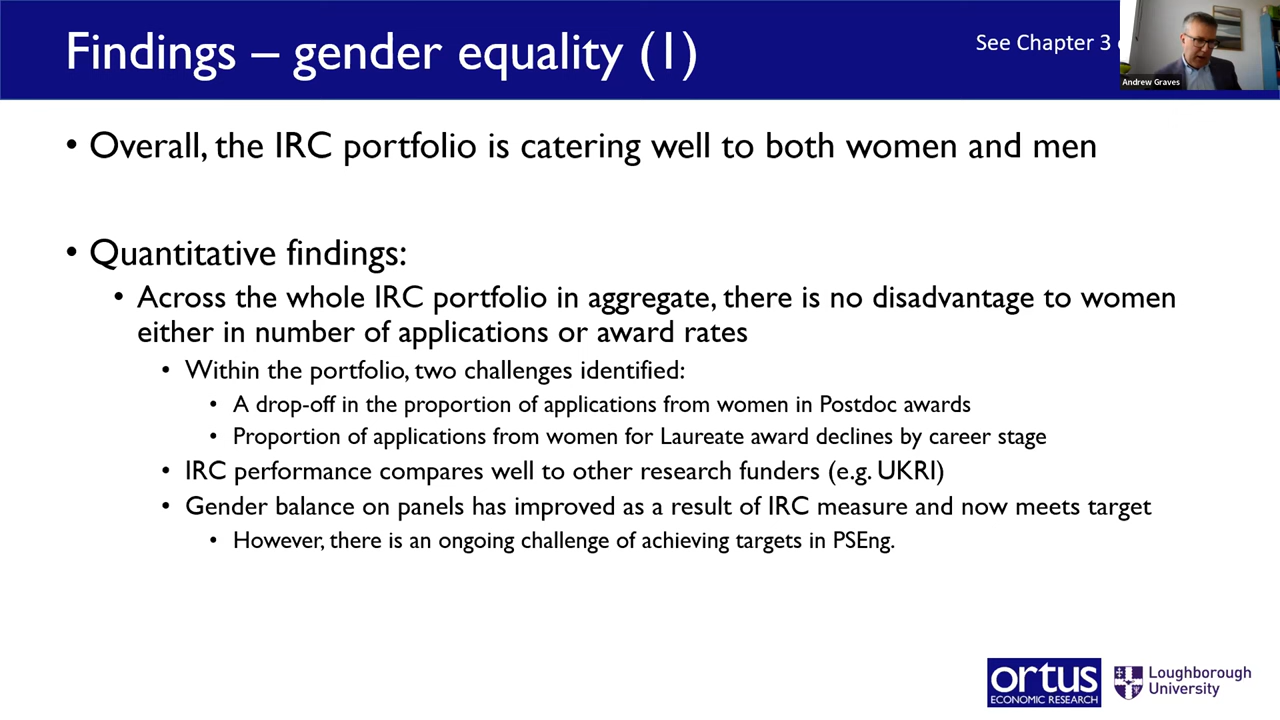 Findings – gender equality (1)
See Chapter 3
Andrew Graves
• Overall, the IRC portfolio is catering well to both women and men
• Quantitative findings:
• Across the whole IRC portfolio in aggregate, there is no disadvantage to women
either in number of applications or award rates
• Within the portfolio, two challenges identified:
• A drop-off in the proportion of applications from women in Postdoc awards
• Proportion of applications from women for Laureate award declines by career stage
• IRC performance compares well to other research funders (e.g. UKRI)
• Gender balance on panels has improved as a result of IRC measure and now meets target
• However, there is an ongoing challenge of achieving targets in PSEng.
ortus
ECONOMIC RESEARCH
Loughborough
University